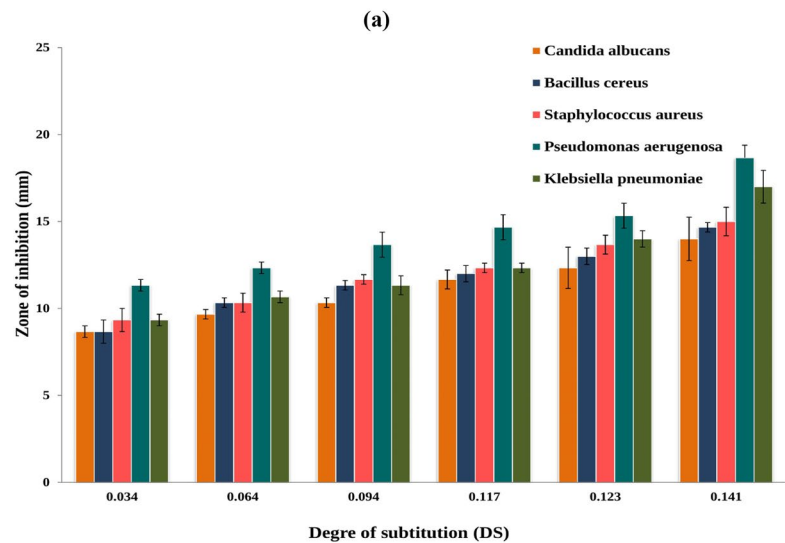 (a)
Candida albucans
Bacillus cereus
Staphylococcus aureus
Pseudomonas aerugenosa
Klebsiella pneumoniae
Zone of inhibition (mm)
25
20
15
10
5
0
0.034 0.064 0.094 0.117 0.123 0.141
Degre of subtitution (DS)